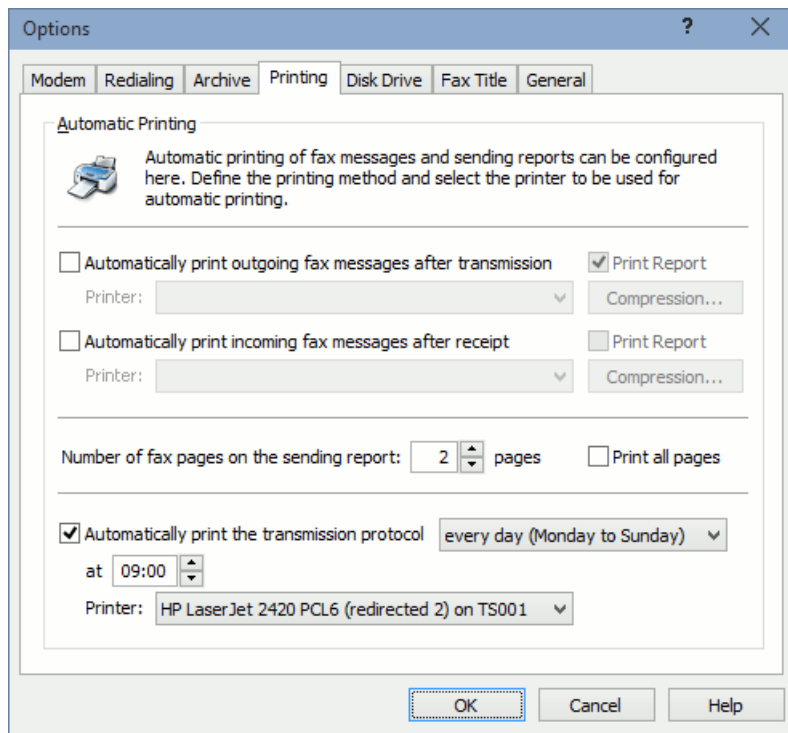 Options ?
Modem Redialing Archive Printing Disk Drive Fax Title General
Automatic Printing
Automatic printing of fax messages and sending reports can be configured
here. Define the printing method and select the printer to be used for
automatic printing.
Automatically print outgoing fax messages after transmission Print Report
Printer: Compression...
Automatically print incoming fax messages after receipt Print Report
Printer: Compression...
Number of fax pages on the sending report: 2 pages Print all pages
Automatically print the transmission protocol every day (Monday to Sunday)
at 09:00
Printer: HP LaserJet 2420 PCL6 (redirected 2) on TS001
OK Cancel Help